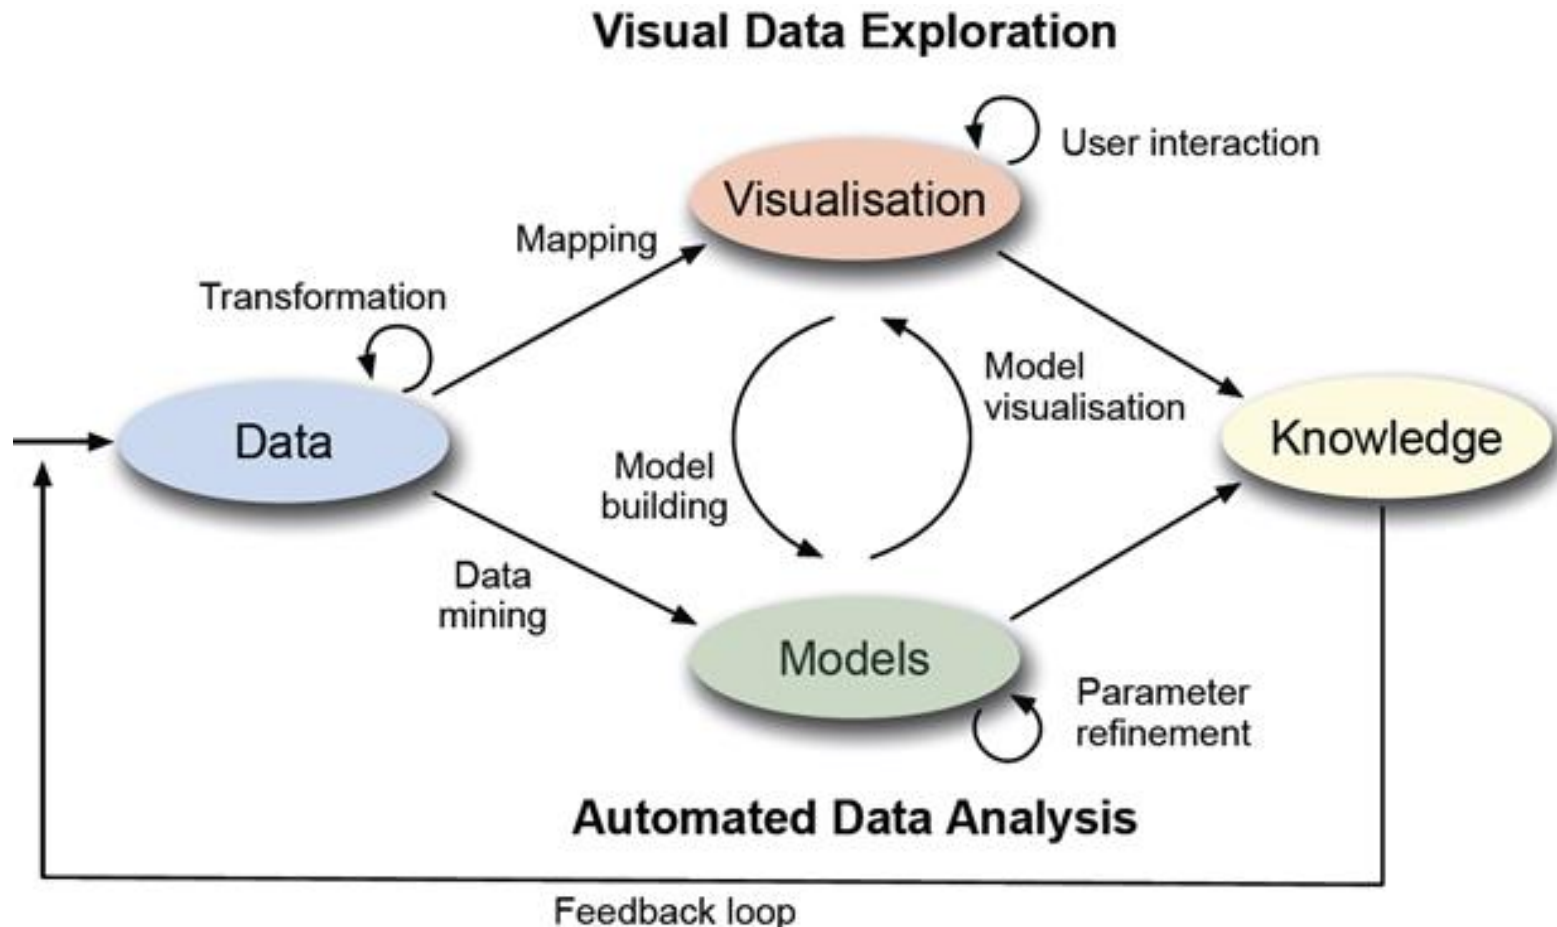 Visual Data Exploration
User interaction
Visualisation
Mapping
Transformation
Model
visualisation
Data
Knowledge
Model
building
Data
mining
Models
Parameter
refinement
Automated Data Analysis
Feedback loop